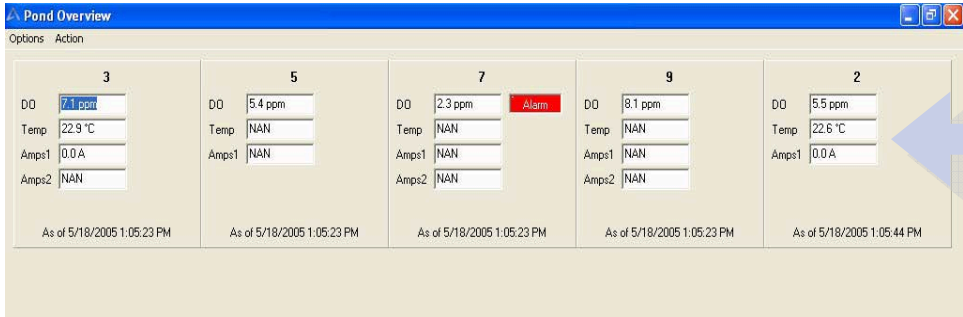 Pond Overview
Options Action
3
DO 7.1 ppm
Temp 22.9 °C
Amps1 0.0 A
Amps2 NAN
As of 5/18/2005 1:05:23 PM
5
DO 5.4 ppm
Temp NAN
Amps1 NAN
As of 5/18/2005 1:05:23 PM
7
DO 2.3 ppm Alarm
Temp NAN
Amps1 NAN
Amps2 NAN
As of 5/18/2005 1:05:23 PM
9
DO 8.1 ppm
Temp NAN
Amps1 NAN
Amps2 NAN
As of 5/18/2005 1:05:23 PM
2
DO 5.5 ppm
Temp 22.6 °C
Amps1 0.0 A
As of 5/18/2005 1:05:44 PM